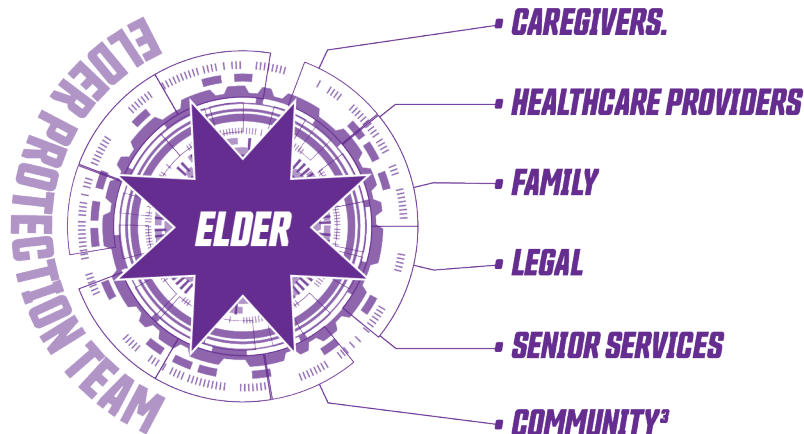 ELDER PROTECTION TEAM
ELDER
CAREGIVERS.
HEALTHCARE PROVIDERS
FAMILY
LEGAL
SENIOR SERVICES
COMMUNITY³